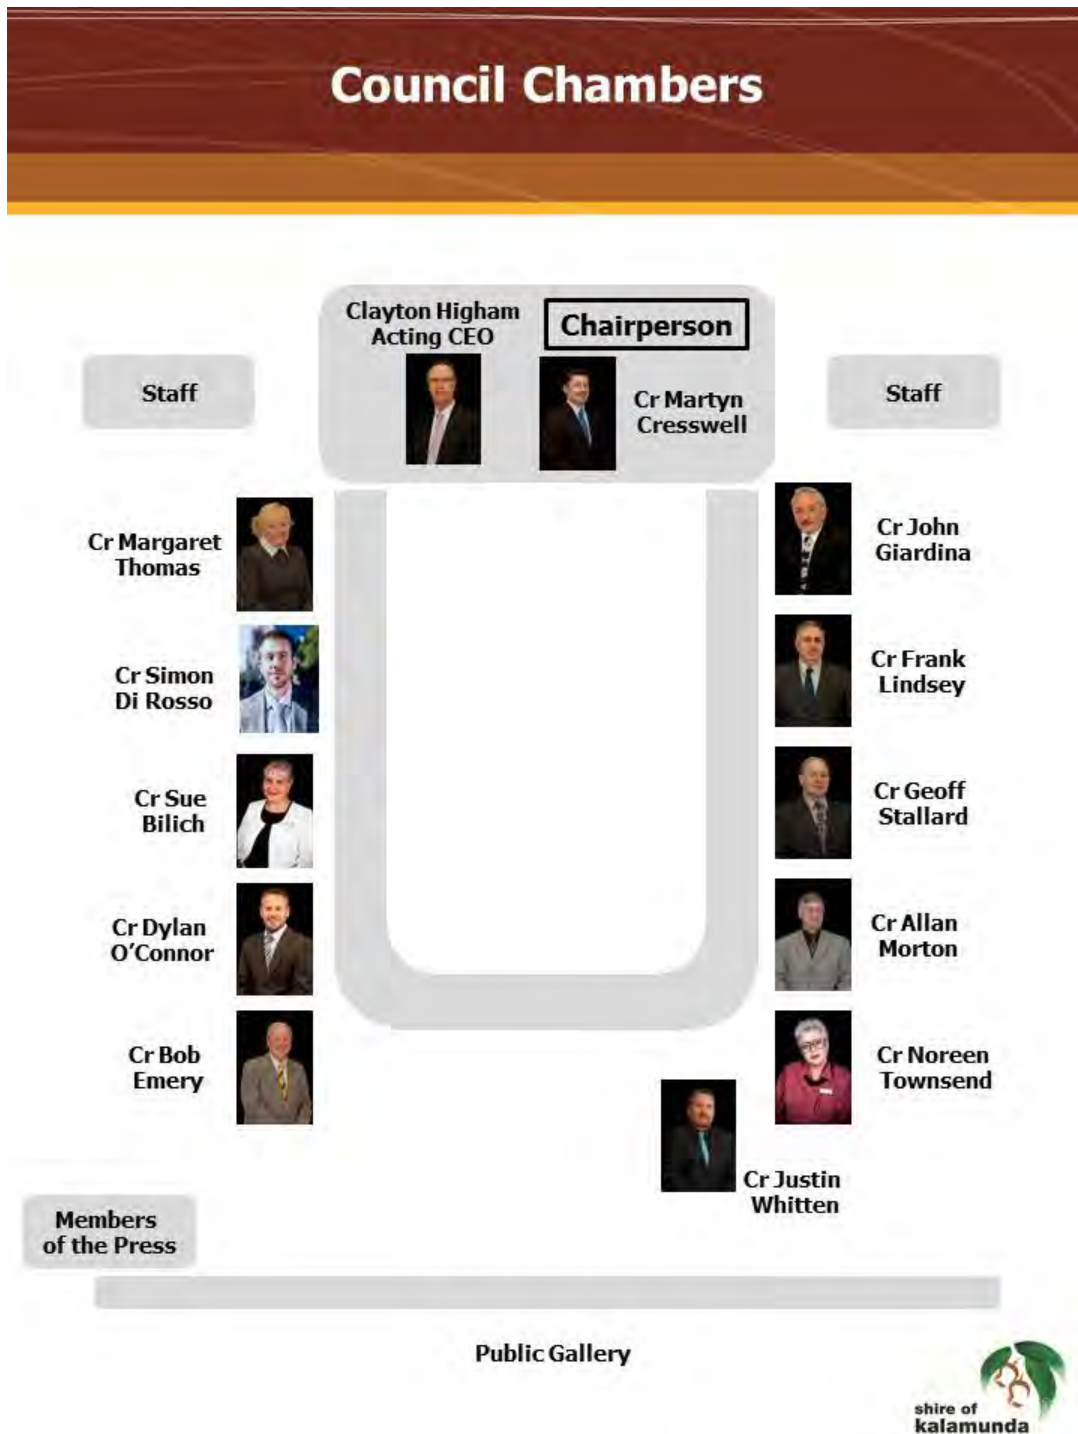 Council Chambers
Clayton Higham
Acting CEO
Chairperson
Cr Martyn
Cresswell
Staff
Staff
Cr Margaret
Thomas
Cr John
Giardina
Cr Simon
Di Rosso
Cr Frank
Lindsey
Cr Sue
Bilich
Cr Geoff
Stallard
Cr Dylan
O'Connor
Cr Allan
Morton
Cr Bob
Emery
Cr Noreen
Townsend
Cr Justin
Whitten
Members
of the Press
Public Gallery
shire of
kalamunda